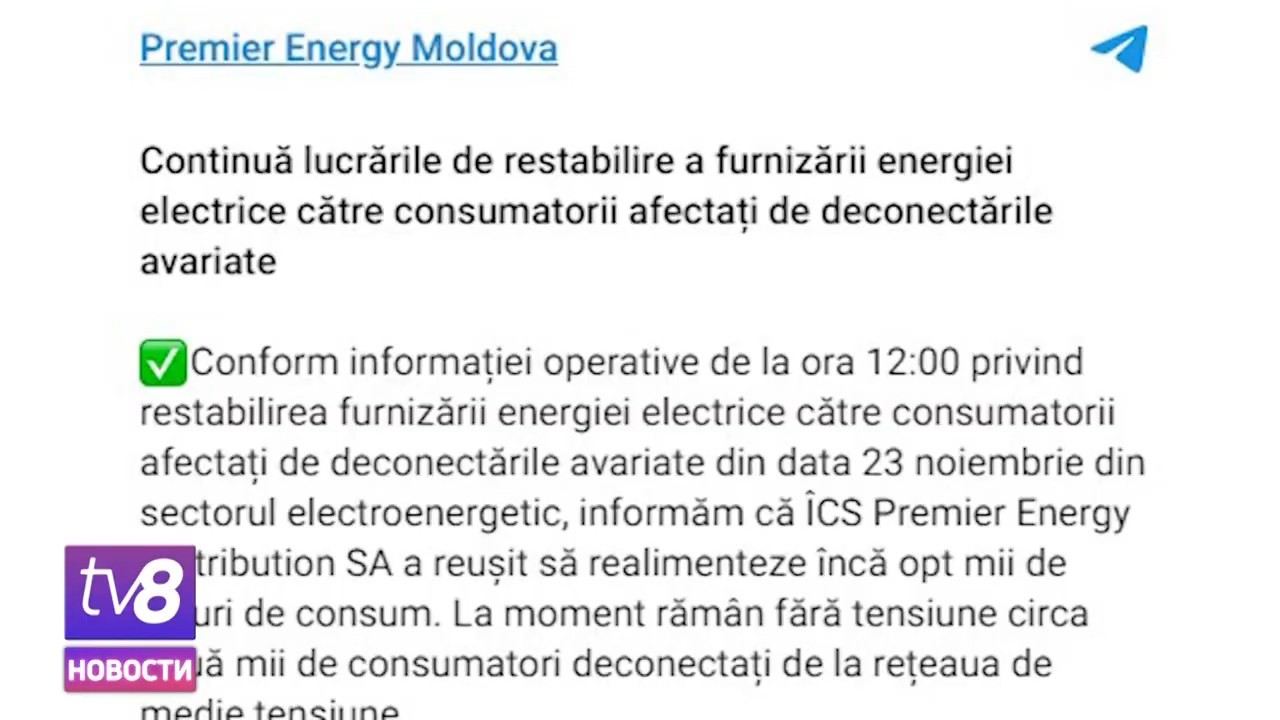 Premier Energy Moldova
Continuă lucrările de restabilire a furnizării energiei
electrice către consumatorii afectați de deconectările
avariate
✅Conform informației operative de la ora 12:00 privind
restabilirea furnizării energiei electrice către consumatorii
afectați de deconectările avariate din data 23 noiembrie din
sectorul electroenergetic, informăm că ÎCS Premier Energy
tribution SA a reușit să realimenteze încă opt mii de
uri de consum. La moment rămân fără tensiune circa
uă mii de consumatori deconectați de la rețeaua de
medie tensiune
tv8
НОВОСТИ